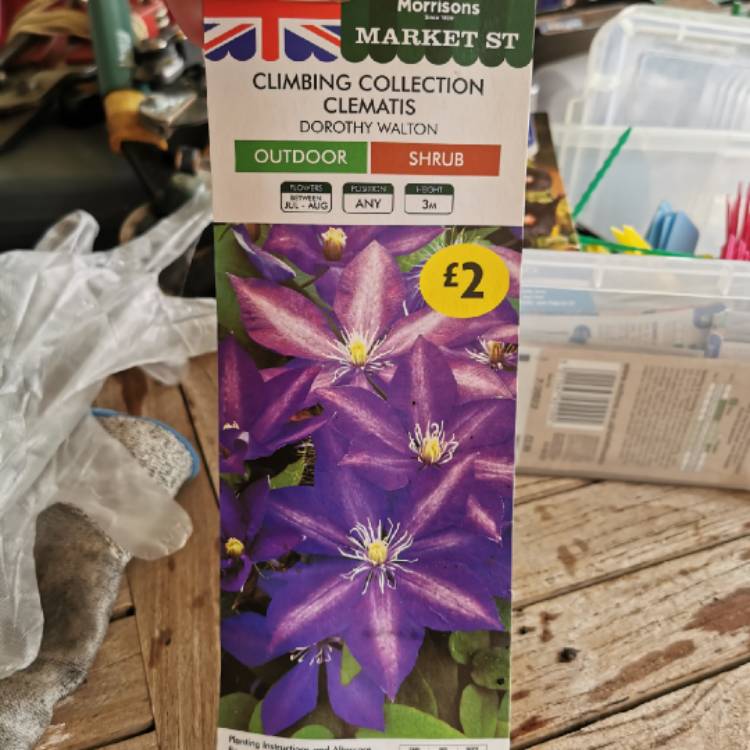 Morrisons
Since 1899
MARKET ST
CLIMBING COLLECTION
CLEMATIS
DOROTHY WALTON
OUTDOOR SHRUB
FLOWERS POSITION HEIGHT
BETWEEN
JUL - AUG ANY 3M
£2
Planting Instructions and Aftercare